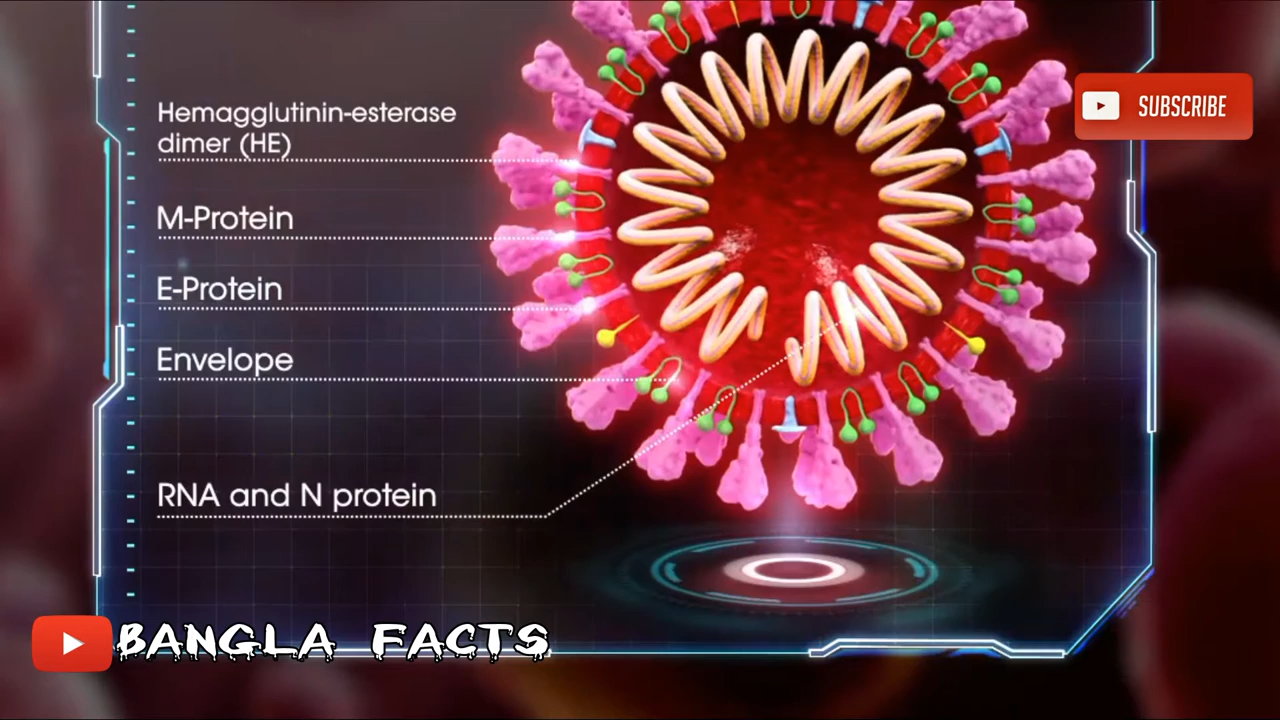 Hemagglutinin-esterase
dimer (HE)
SUBSCRIBE
M-Protein
E-Protein
Envelope
RNA and N protein
BANGLA FACTS